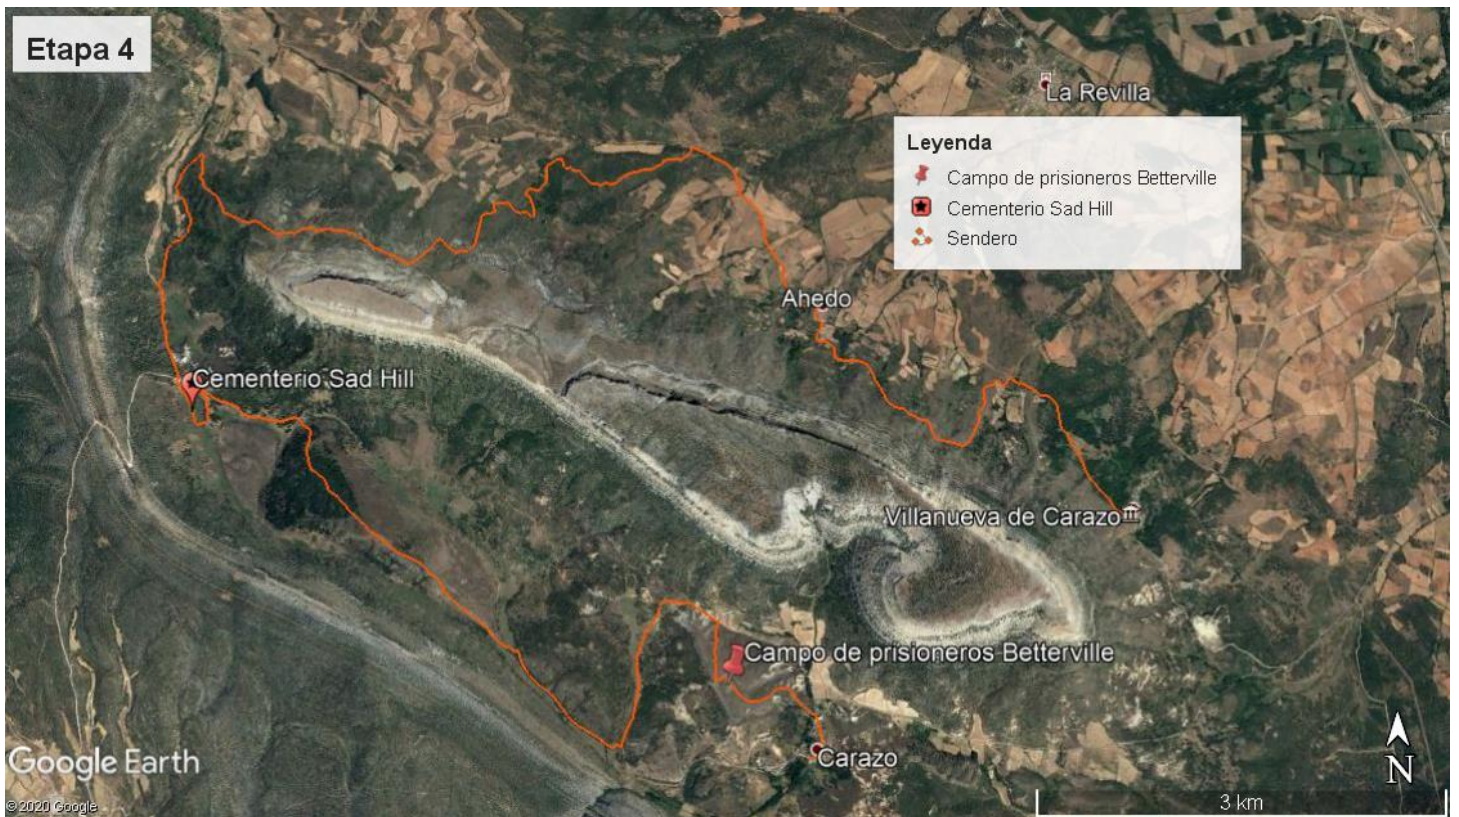 Etapa 4
La Revilla
Leyenda
Campo de prisioneros Betterville
Cementerio Sad Hill
Sendero
Ahedo
Cementerio Sad Hill
Villanueva de Carazo
Campo de prisioneros Betterville
Carazo
Google Earth
N
© 2020 Google
3 km